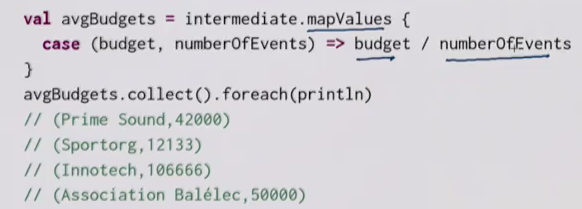 val avgBudgets = intermediate.mapValues {
  case (budget, numberOfEvents) => budget / numberOfEvents
}
avgBudgets.collect().foreach(println)
// (Prime Sound,42000)
// (Sportorg,12133)
// (Innotech,106666)
// (Association Balélec,50000)